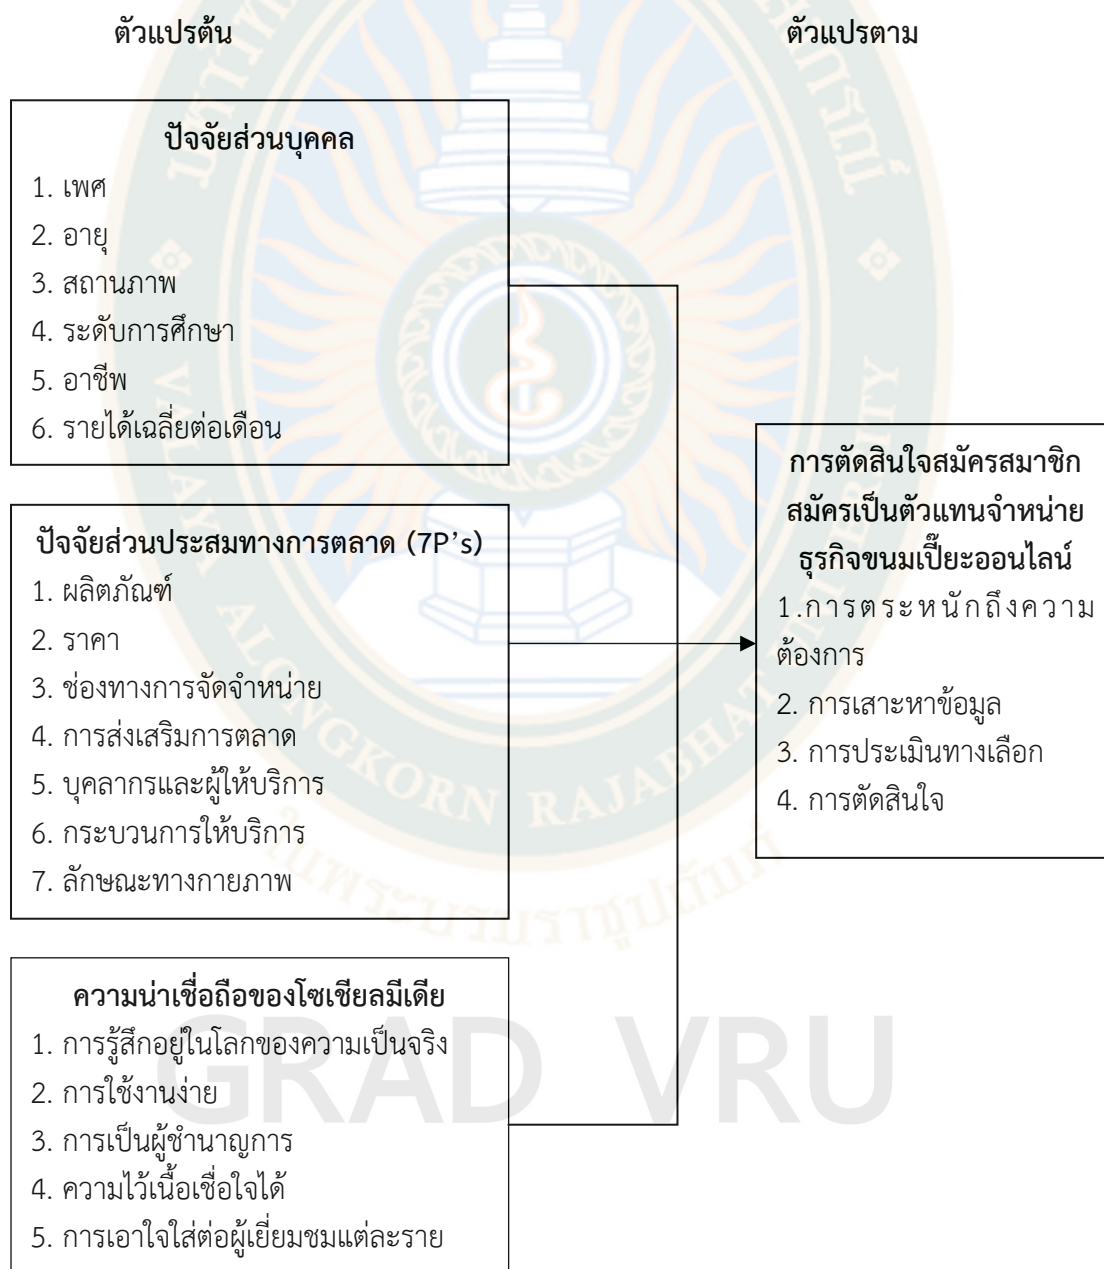 ตัวแปรต้น
ตัวแปรตาม
ปัจจัยส่วนบุคคล
1. เพศ
2. อายุ
3. สถานภาพ
4. ระดับการศึกษา
5. อาชีพ
6. รายได้เฉลี่ยต่อเดือน
ปัจจัยส่วนประสมทางการตลาด (7P's)
1. ผลิตภัณฑ์
2. ราคา
3. ช่องทางการจัดจำหน่าย
4. การส่งเสริมการตลาด
5. บุคลากรและผู้ให้บริการ
6. กระบวนการให้บริการ
7. ลักษณะทางกายภาพ
ความน่าเชื่อถือของโซเชียลมีเดีย
1. การรู้สึกอยู่ในโลกของความเป็นจริง
2. การใช้งานง่าย
3. การเป็นผู้ชำนาญการ
4. ความไว้เนื้อเชื่อใจได้
5. การเอาใจใส่ต่อผู้เยี่ยมชมแต่ละราย
การตัดสินใจสมัครสมาชิก
สมัครเป็นตัวแทนจำหน่าย
ธุรกิจขนมเปี๊ยะออนไลน์
1.การตระหนักถึงความ
ต้องการ
2. การเสาะหาข้อมูล
3. การประเมินทางเลือก
4. การตัดสินใจ
VALAYA ALONGKORN RAJABHAT UNIVERSITY
ในพระบรมราชูปถัมภ์
GRAD VRU